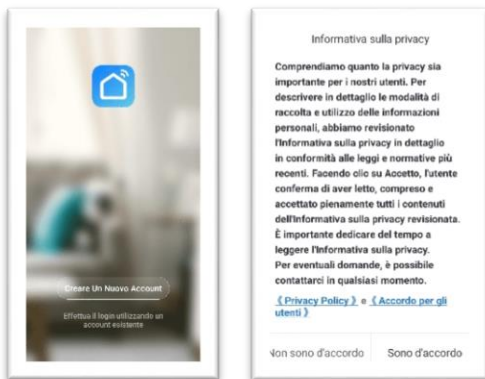 Creare Un Nuovo Account
Effettua il login utilizzando un
account esistente
Informativa sulla privacy
Comprendiamo quanto la privacy sia
importante per i nostri utenti. Per
descrivere in dettaglio le modalità di
raccolta e utilizzo delle informazioni
personali, abbiamo revisionato
l'Informativa sulla privacy in dettaglio
in conformità alle leggi e normative più
recenti. Facendo clic su Accetto, l'utente
conferma di aver letto, compreso e
accettato pienamente tutti i contenuti
dell'Informativa sulla privacy revisionata.
È importante dedicare del tempo a
leggere l'Informativa sulla privacy.
Per eventuali domande, è possibile
contattarci in qualsiasi momento.
《 Privacy Policy 》 e 《 Accordo per gli
utenti 》
Non sono d'accordo
Sono d'accordo